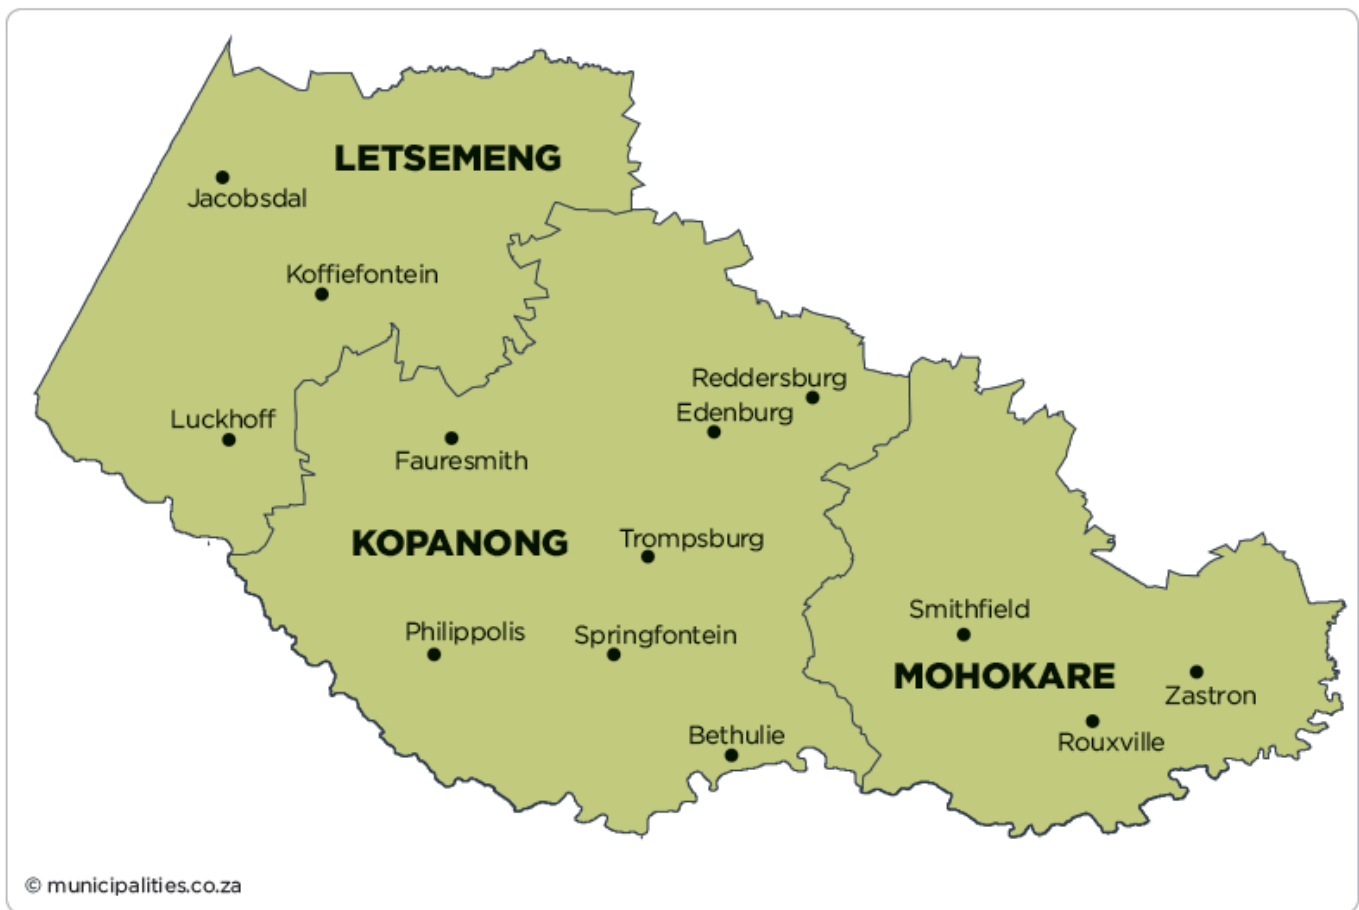 LETSEMENG
Jacobsdal
Koffiefontein
Reddersburg
Edenburg
Luckhoff
Fauresmith
KOPANONG
Trompsburg
Smithfield
Philippolis
Springfontein
MOHOKARE
Zastron
Bethulie
Rouxville
© municipalities.co.za